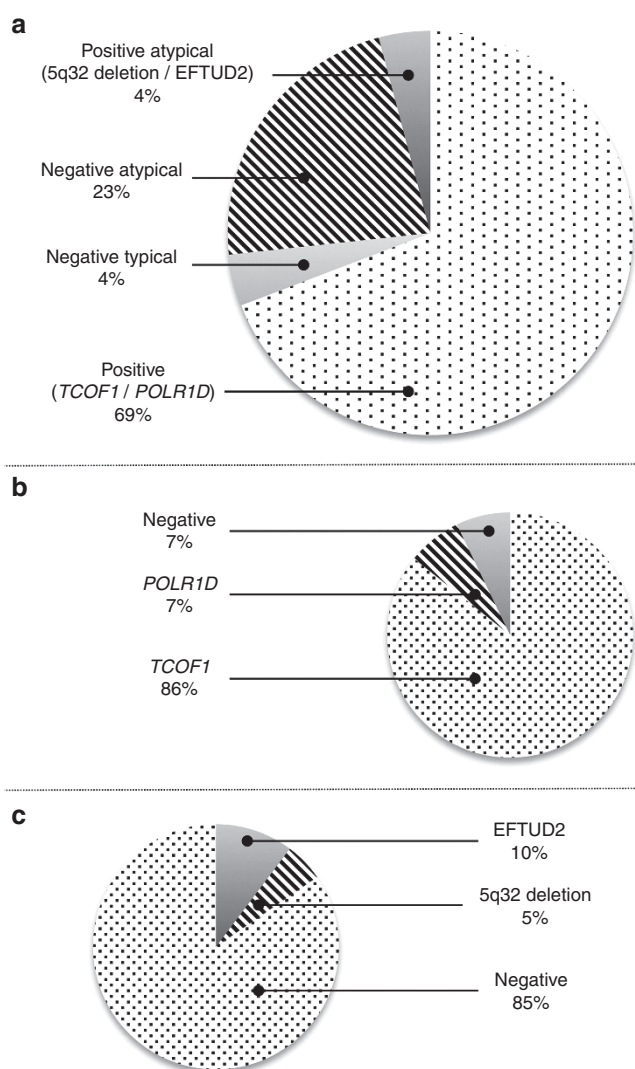 a
Positive atypical
(5q32 deletion / EFTUD2)
4%
Negative atypical
23%
Negative typical
4%
Positive
(TCOF1 / POLR1D)
69%
b
Negative
7%
POLR1D
7%
TCOF1
86%
c
EFTUD2
10%
5q32 deletion
5%
Negative
85%